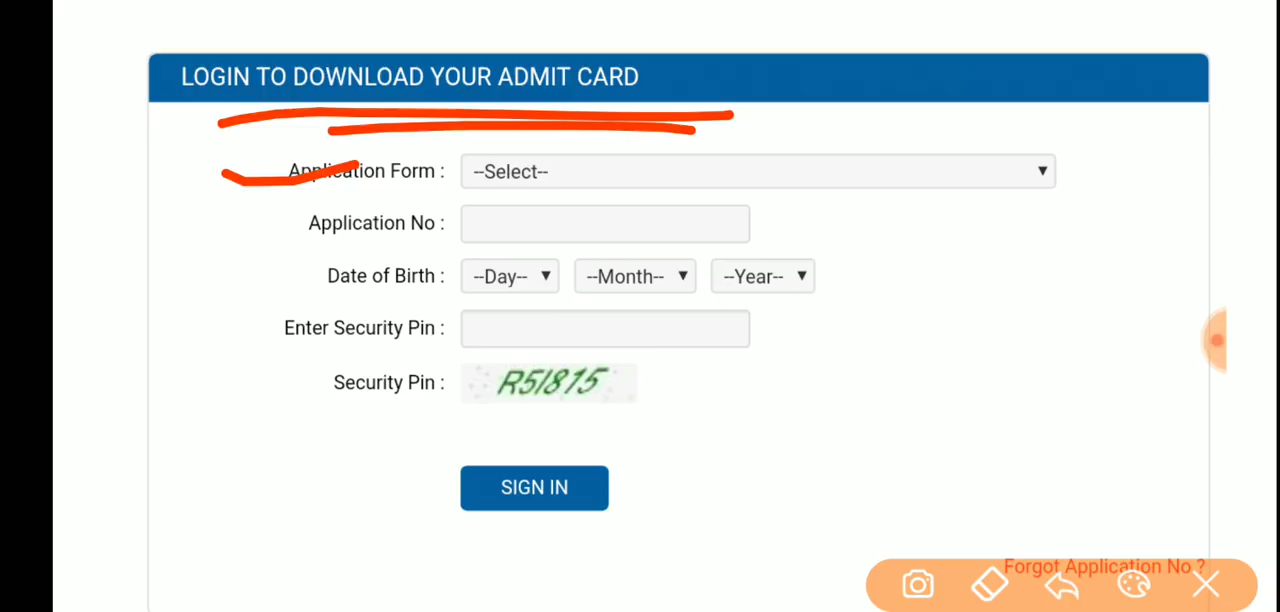 LOGIN TO DOWNLOAD YOUR ADMIT CARD
Application Form : --Select--
Application No :
Date of Birth : --Day-- --Month-- --Year--
Enter Security Pin :
Security Pin : R5I815
SIGN IN
Forgot Application No ?